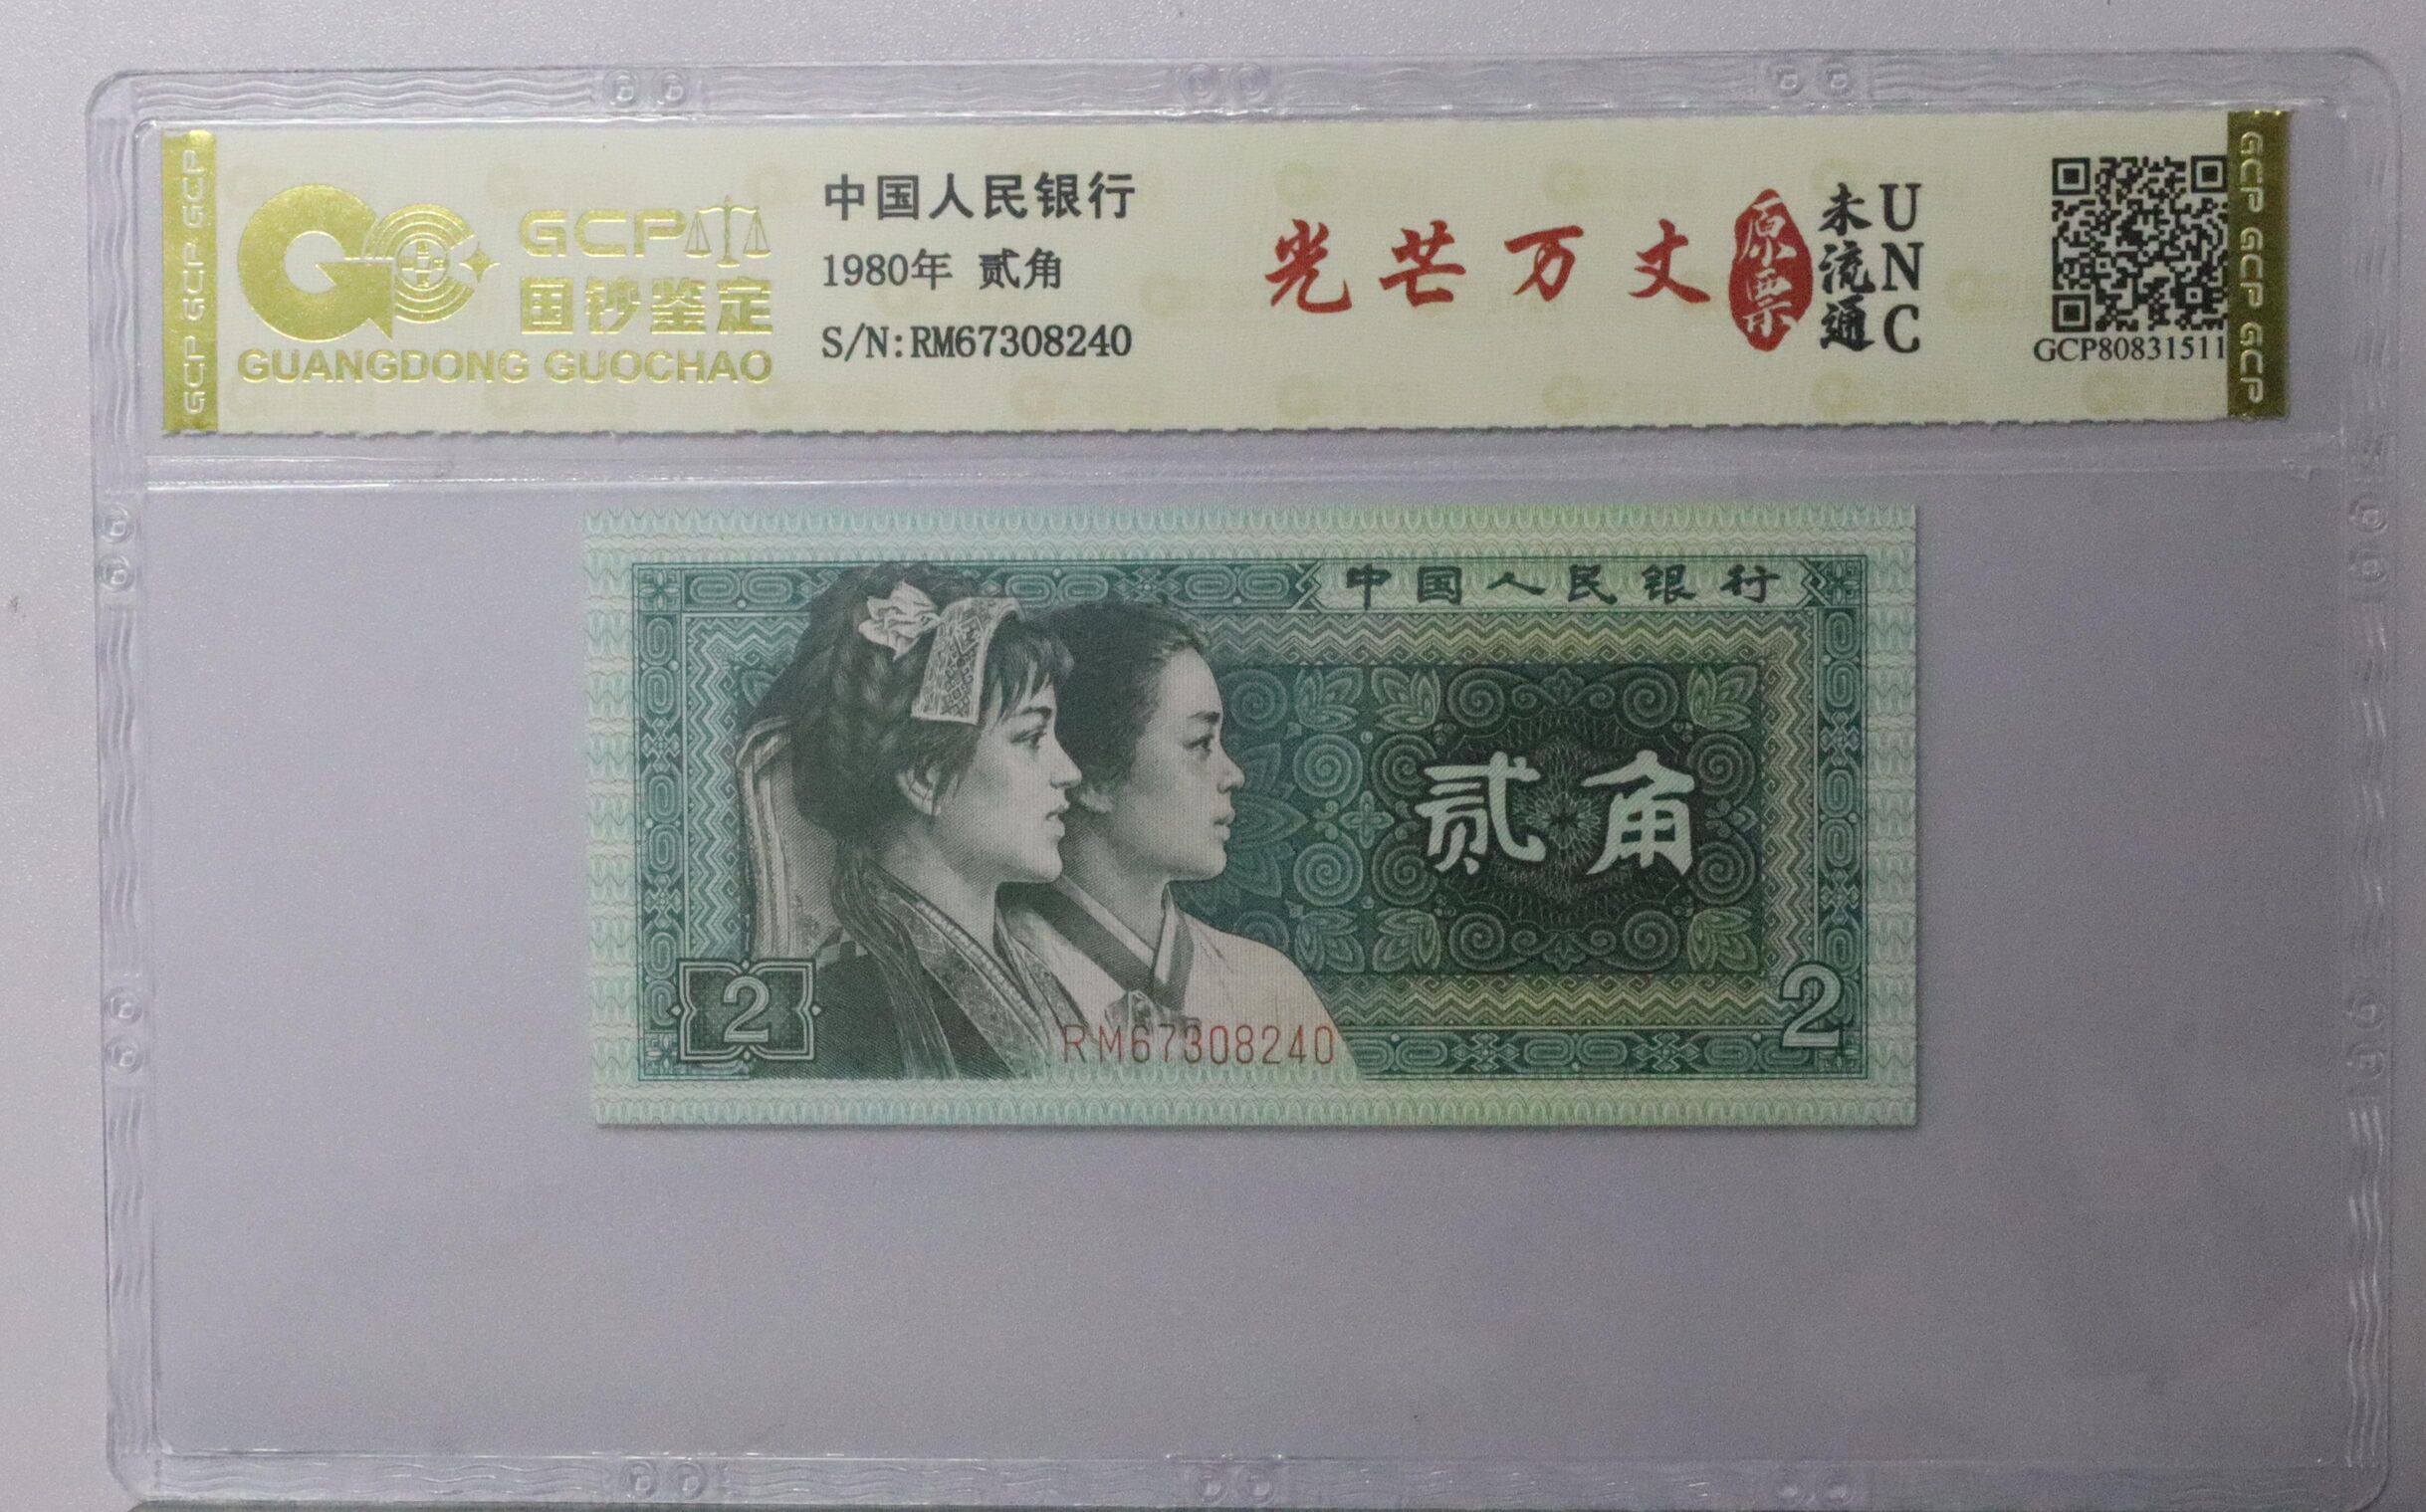 GCP GCP GCP
GCP
国钞鉴定
GUANGDONG GUOCHAO
中国人民银行
1980年 贰角
S/N:RM67308240
光芒万丈
原票
未流通
UNC
GCP80831511
GCP GCP GCP
中国人民银行
贰角
2
RM67308240
2